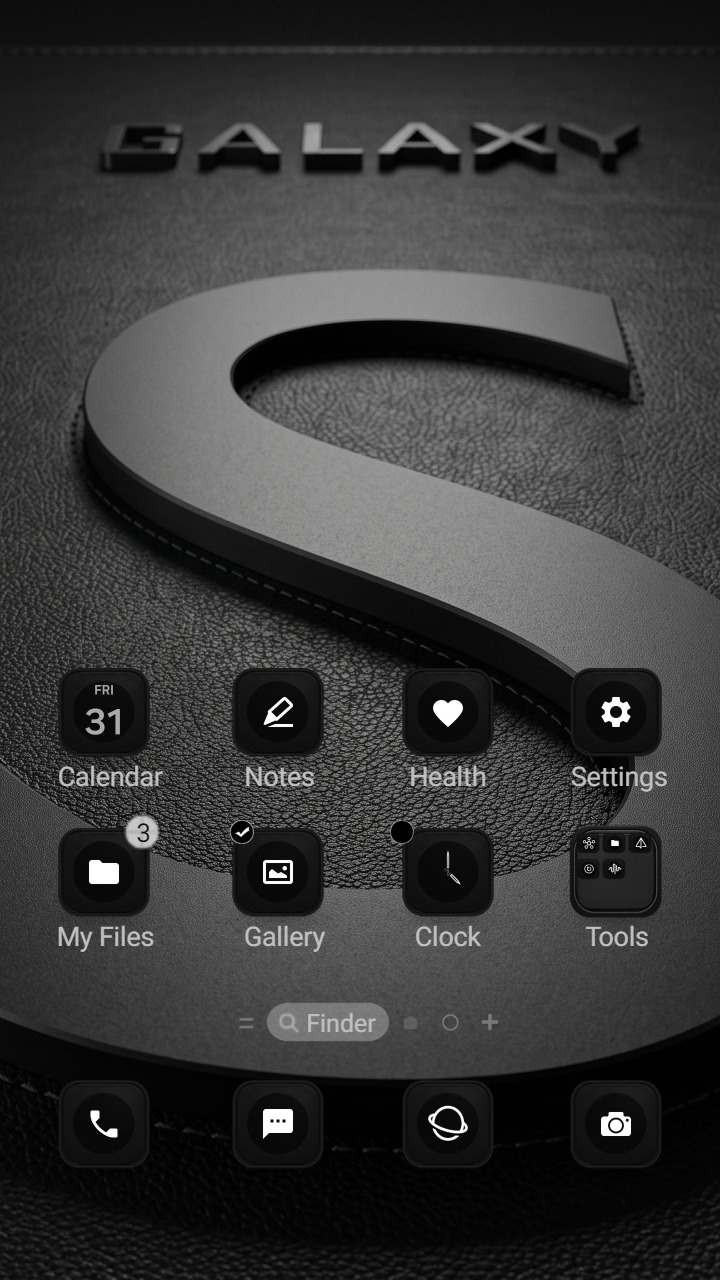 GALAXY
S
FRI
31
Calendar
Notes
Health
Settings
3
My Files
Gallery
Clock
Tools
Finder